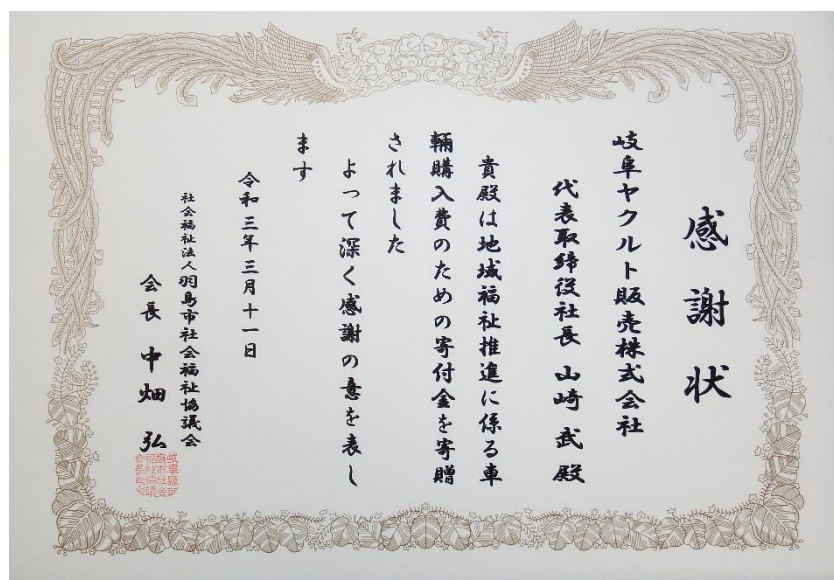 感謝状
岐阜ヤクルト販売株式会社
代表取締役社長 山崎 武 殿
貴殿は地域福祉推進に係る車
輛購入費のための寄付金を寄贈
されました
よって深く感謝の意を表し
ます
令和三年三月十一日
社会福祉法人羽島市社会福祉協議会
会長 中畑 弘